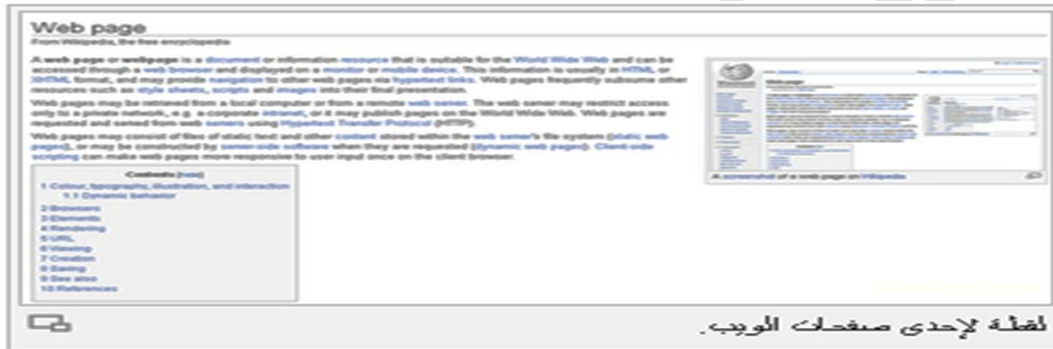 Web page
From Wikipedia, the free encyclopedia
A web page or webpage is a document or information resource that is suitable for the World Wide Web and can be
accessed through a web browser and displayed on a monitor or mobile device. This information is usually in HTML or
XHTML format, and may provide navigation to other web pages via hypertext links. Web pages frequently subsume other
resources such as style sheets, scripts and images into their final presentation.
Web pages may be retrieved from a local computer or from a remote web server. The web server may restrict access
only to a private network, e.g. a corporate intranet, or it may publish pages on the World Wide Web. Web pages are
requested and served from web servers using Hypertext Transfer Protocol (HTTP).
Web pages may consist of files of static text and other content stored within the web server's file system (static web
pages), or may be constructed by server-side software when they are requested (dynamic web pages). Client-side
scripting can make web pages more responsive to user input once on the client browser.
Contents [hide]
1 Colour, typography, illustration, and interaction
1.1 Dynamic behavior
2 Browsers
3 Elements
4 Rendering
5 URL
6 Viewing
7 Creation
8 Saving
9 See also
10 References
A screenshot of a web page on Wikipedia
لقطة لإحدى صفحات الويب.